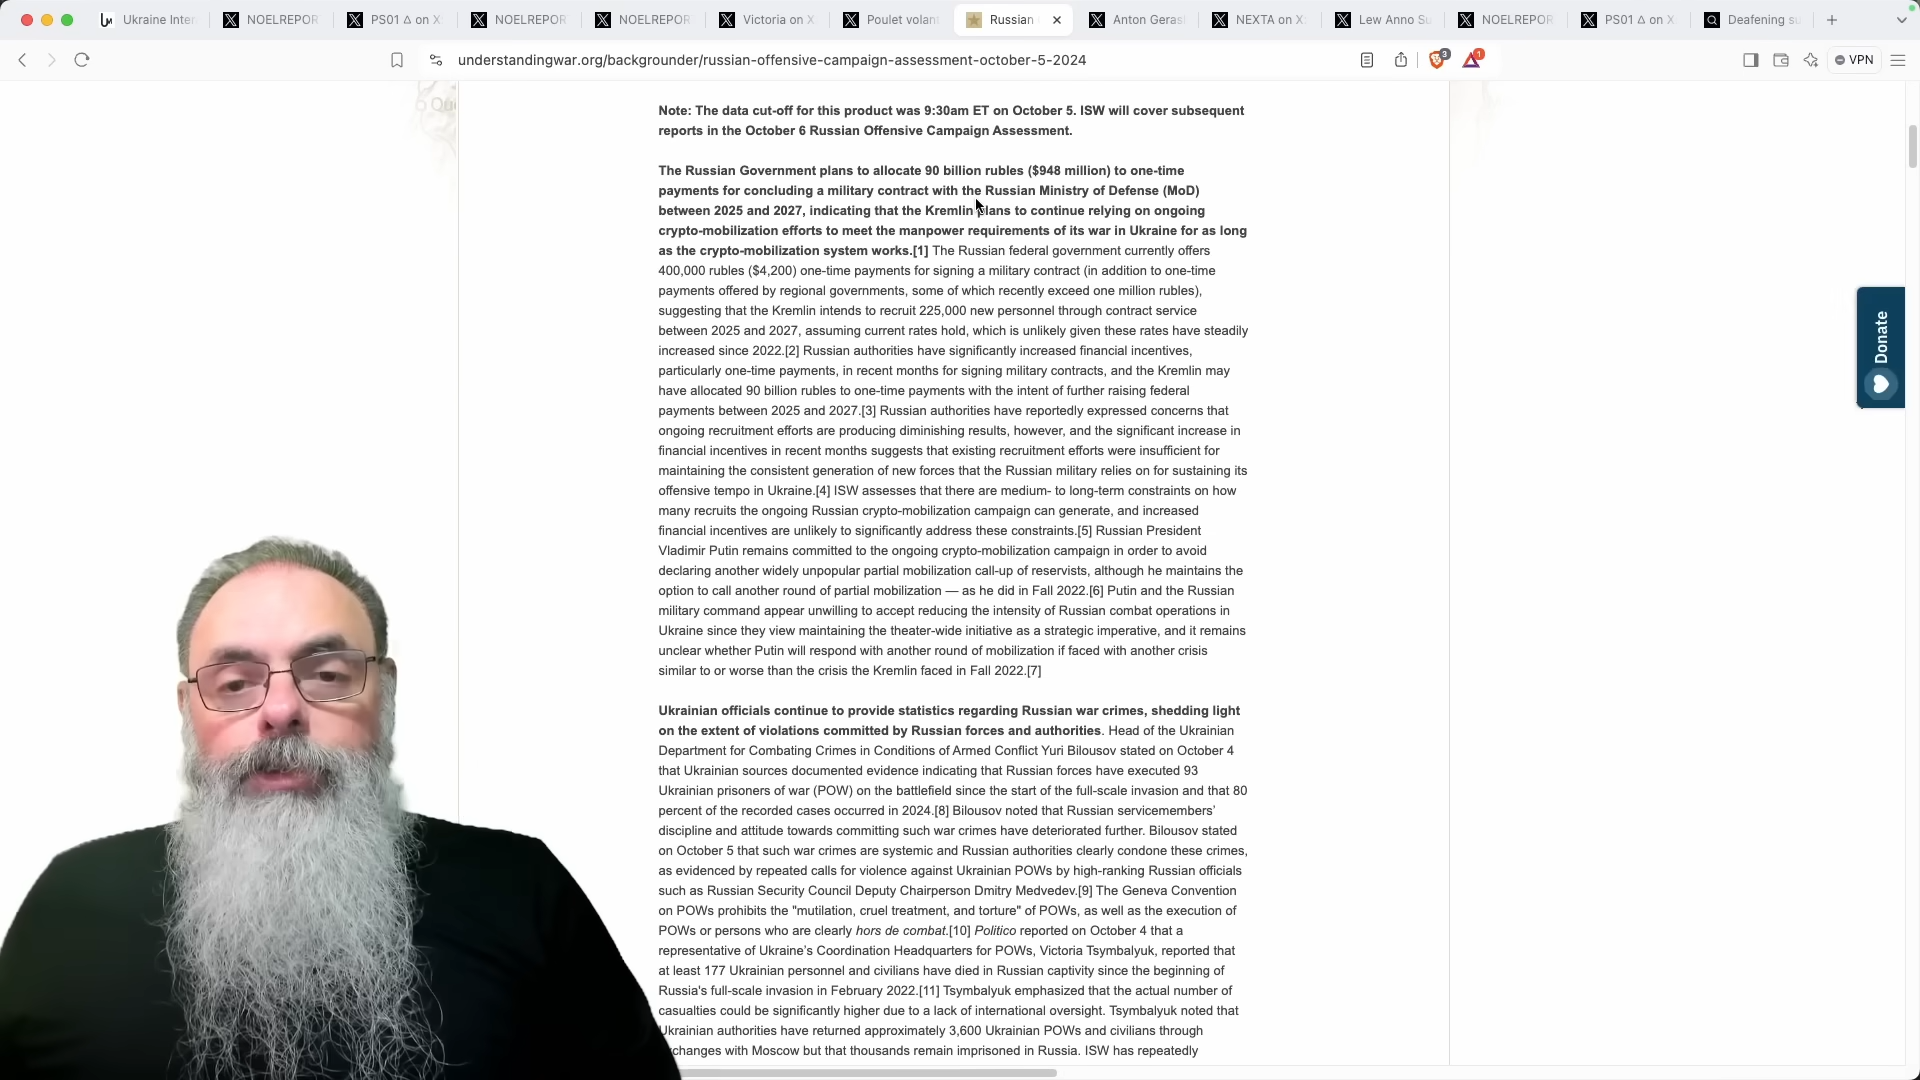 Ukraine Inter
NOELREPOR
PS01 Δ on X
NOELREPOR
NOELREPOR
Victoria on X
Poulet volan
Russian
Anton Geras
NEXTA on X:
Lew Anno Su
NOELREPOR
PS01 Δ on X
Deafening su
understandingwar.org/backgrounder/russian-offensive-campaign-assessment-october-5-2024
3
1
VPN
Note: The data cut-off for this product was 9:30am ET on October 5. ISW will cover subsequent
reports in the October 6 Russian Offensive Campaign Assessment.
The Russian Government plans to allocate 90 billion rubles ($948 million) to one-time
payments for concluding a military contract with the Russian Ministry of Defense (MoD)
between 2025 and 2027, indicating that the Kremlin plans to continue relying on ongoing
crypto-mobilization efforts to meet the manpower requirements of its war in Ukraine for as long
as the crypto-mobilization system works.[1] The Russian federal government currently offers
400,000 rubles ($4,200) one-time payments for signing a military contract (in addition to one-time
payments offered by regional governments, some of which recently exceed one million rubles),
suggesting that the Kremlin intends to recruit 225,000 new personnel through contract service
between 2025 and 2027, assuming current rates hold, which is unlikely given these rates have steadily
increased since 2022.[2] Russian authorities have significantly increased financial incentives,
particularly one-time payments, in recent months for signing military contracts, and the Kremlin may
have allocated 90 billion rubles to one-time payments with the intent of further raising federal
payments between 2025 and 2027.[3] Russian authorities have reportedly expressed concerns that
ongoing recruitment efforts are producing diminishing results, however, and the significant increase in
financial incentives in recent months suggests that existing recruitment efforts were insufficient for
maintaining the consistent generation of new forces that the Russian military relies on for sustaining its
offensive tempo in Ukraine.[4] ISW assesses that there are medium- to long-term constraints on how
many recruits the ongoing Russian crypto-mobilization campaign can generate, and increased
financial incentives are unlikely to significantly address these constraints.[5] Russian President
Vladimir Putin remains committed to the ongoing crypto-mobilization campaign in order to avoid
declaring another widely unpopular partial mobilization call-up of reservists, although he maintains the
option to call another round of partial mobilization — as he did in Fall 2022.[6] Putin and the Russian
military command appear unwilling to accept reducing the intensity of Russian combat operations in
Ukraine since they view maintaining the theater-wide initiative as a strategic imperative, and it remains
unclear whether Putin will respond with another round of mobilization if faced with another crisis
similar to or worse than the crisis the Kremlin faced in Fall 2022.[7]
Ukrainian officials continue to provide statistics regarding Russian war crimes, shedding light
on the extent of violations committed by Russian forces and authorities. Head of the Ukrainian
Department for Combating Crimes in Conditions of Armed Conflict Yuri Bilousov stated on October 4
that Ukrainian sources documented evidence indicating that Russian forces have executed 93
Ukrainian prisoners of war (POW) on the battlefield since the start of the full-scale invasion and that 80
percent of the recorded cases occurred in 2024.[8] Bilousov noted that Russian servicemembers'
discipline and attitude towards committing such war crimes have deteriorated further. Bilousov stated
on October 5 that such war crimes are systemic and Russian authorities clearly condone these crimes,
as evidenced by repeated calls for violence against Ukrainian POWs by high-ranking Russian officials
such as Russian Security Council Deputy Chairperson Dmitry Medvedev.[9] The Geneva Convention
on POWs prohibits the "mutilation, cruel treatment, and torture" of POWs, as well as the execution of
POWs or persons who are clearly hors de combat.[10] Politico reported on October 4 that a
representative of Ukraine's Coordination Headquarters for POWs, Victoria Tsymbalyuk, reported that
at least 177 Ukrainian personnel and civilians have died in Russian captivity since the beginning of
Russia's full-scale invasion in February 2022.[11] Tsymbalyuk emphasized that the actual number of
casualties could be significantly higher due to a lack of international oversight. Tsymbalyuk noted that
Ukrainian authorities have returned approximately 3,600 Ukrainian POWs and civilians through
xchanges with Moscow but that thousands remain imprisoned in Russia. ISW has repeatedly
Donate